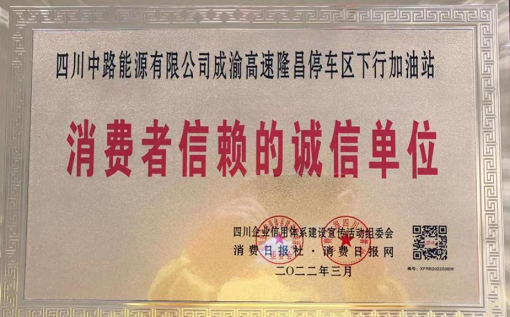 四川中路能源有限公司成渝高速隆昌停车区下行加油站
消费者信赖的诚信单位
四川企业信用体系建设宣传活动组委会
消费日报社·消费日报网
二〇二二年三月